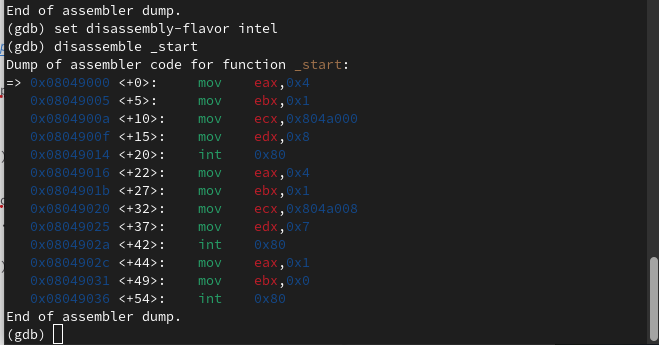 End of assembler dump.
(gdb) set disassembly-flavor intel
(gdb) disassemble _start
Dump of assembler code for function _start:
=> 0x08049000 <+0>:     mov    eax,0x4
   0x08049005 <+5>:     mov    ebx,0x1
   0x0804900a <+10>:    mov    ecx,0x804a000
   0x0804900f <+15>:    mov    edx,0x8
   0x08049014 <+20>:    int    0x80
   0x08049016 <+22>:    mov    eax,0x4
   0x0804901b <+27>:    mov    ebx,0x1
   0x08049020 <+32>:    mov    ecx,0x804a008
   0x08049025 <+37>:    mov    edx,0x7
   0x0804902a <+42>:    int    0x80
   0x0804902c <+44>:    mov    eax,0x1
   0x08049031 <+49>:    mov    ebx,0x0
   0x08049036 <+54>:    int    0x80
End of assembler dump.
(gdb)